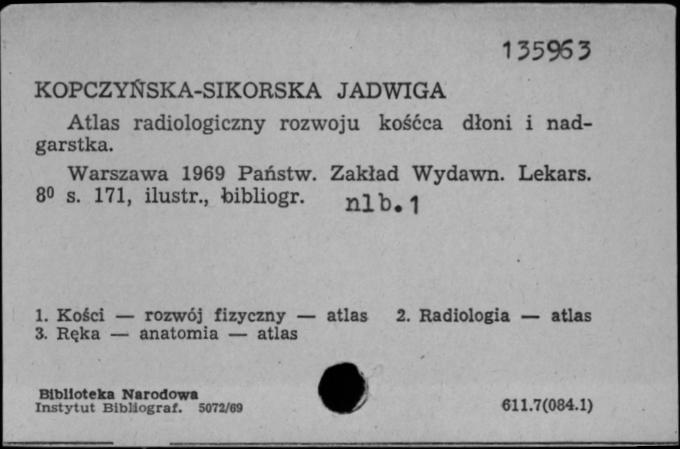 135963
KOPCZYŃSKA-SIKORSKA JADWIGA
Atlas radiologiczny rozwoju kośćca dłoni i nad-
garstka.
Warszawa 1969 Państw. Zakład Wydawn. Lekars.
8⁰ s. 171, ilustr., bibliogr. nlb.1
1. Kości — rozwój fizyczny — atlas 2. Radiologia — atlas
3. Ręka — anatomia — atlas
Biblioteka Narodowa
Instytut Bibliograf. 5072/69 611.7(084.1)